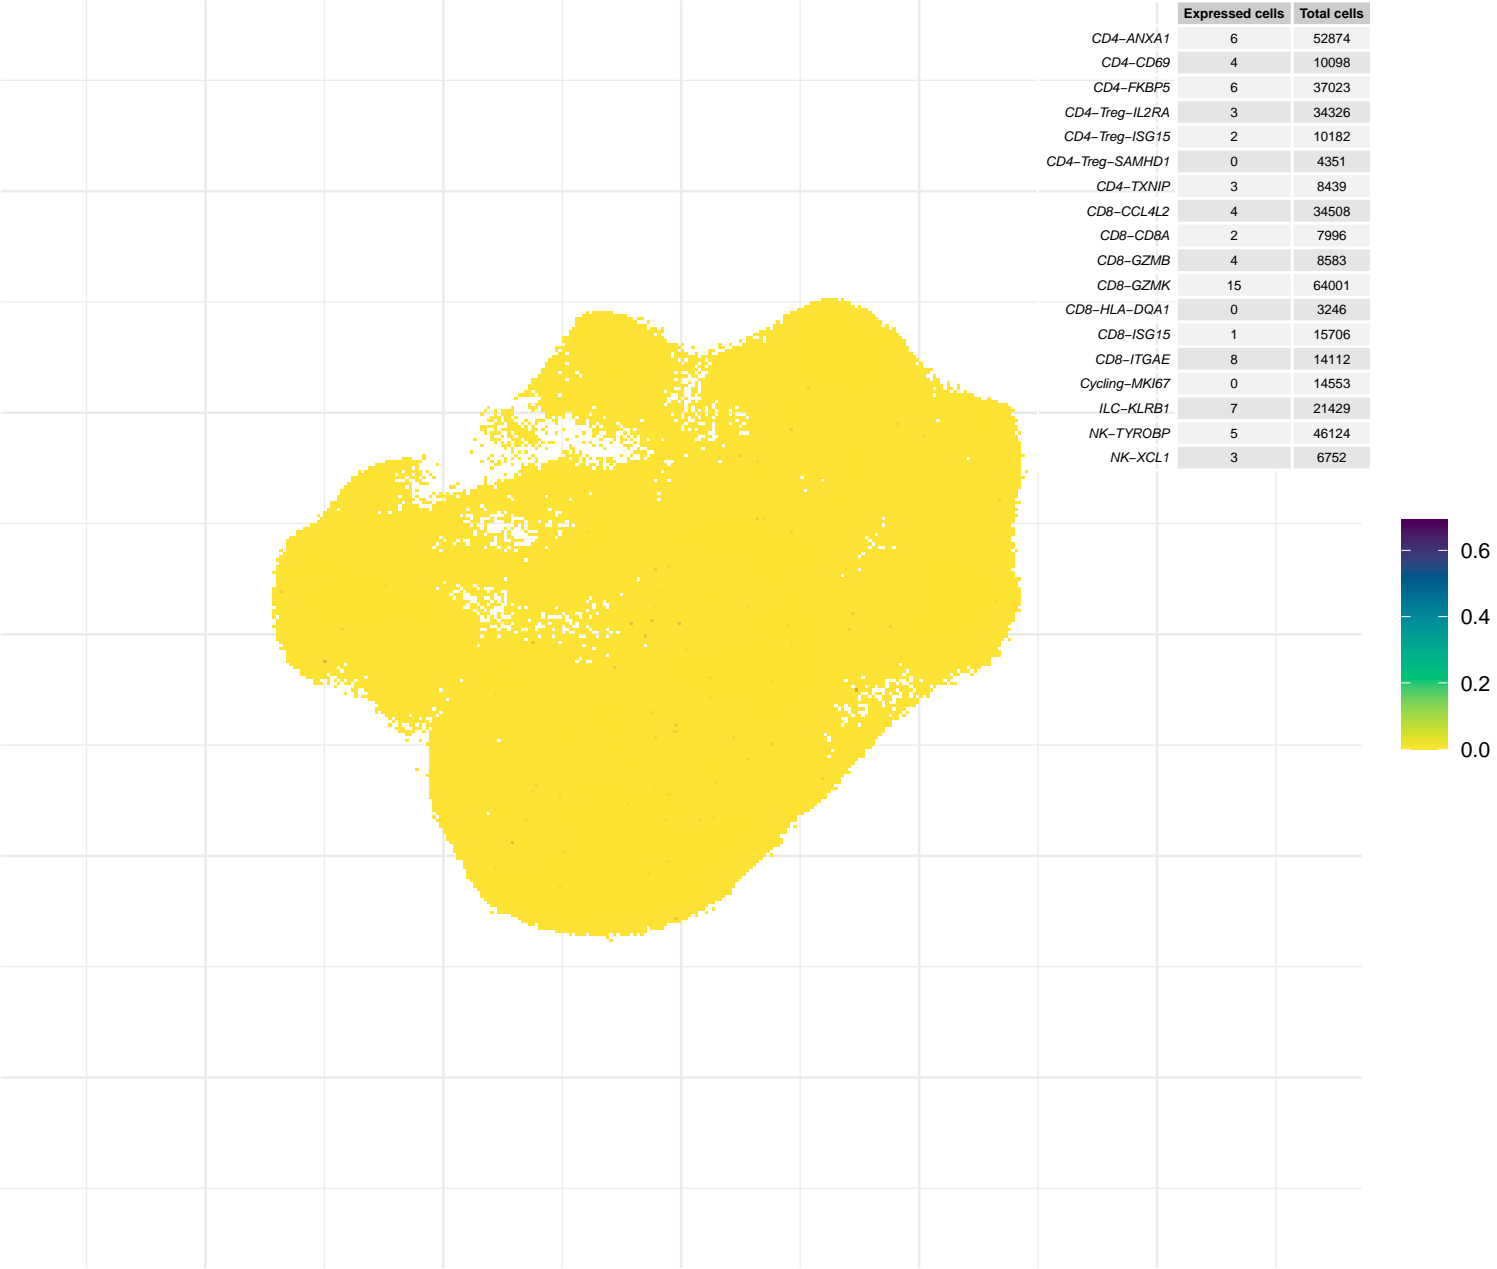 Expressed cells Total cells
CD4−ANXA1 6 52874
CD4−CD69 4 10098
CD4−FKBP5 6 37023
CD4−Treg−IL2RA 3 34326
CD4−Treg−ISG15 2 10182
CD4−Treg−SAMHD1 0 4351
CD4−TXNIP 3 8439
CD8−CCL4L2 4 34508
CD8−CD8A 2 7996
CD8−GZMB 4 8583
CD8−GZMK 15 64001
CD8−HLA−DQA1 0 3246
CD8−ISG15 1 15706
CD8−ITGAE 8 14112
Cycling−MKI67 0 14553
ILC−KLRB1 7 21429
NK−TYROBP 5 46124
NK−XCL1 3 6752
0.6
0.4
0.2
0.0